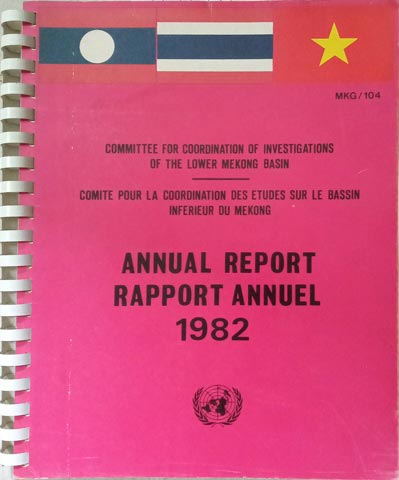 MKG/104
COMMITTEE FOR COORDINATION OF INVESTIGATIONS
OF THE LOWER MEKONG BASIN
COMITE POUR LA COORDINATION DES ETUDES SUR LE BASSIN
INFERIEUR DU MEKONG
ANNUAL REPORT
RAPPORT ANNUEL
1982